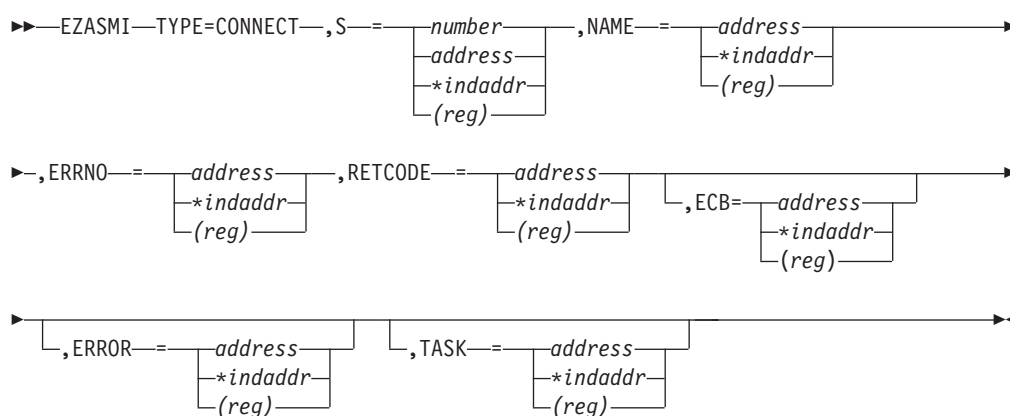 EZASMI TYPE=CONNECT ,S = number ,NAME = address
address *indaddr
*indaddr (reg)
(reg)
,ERRNO = address ,RETCODE = address
*indaddr *indaddr ,ECB= address
(reg) (reg) *indaddr
(reg)
,ERROR = address ,TASK = address
*indaddr *indaddr
(reg) (reg)